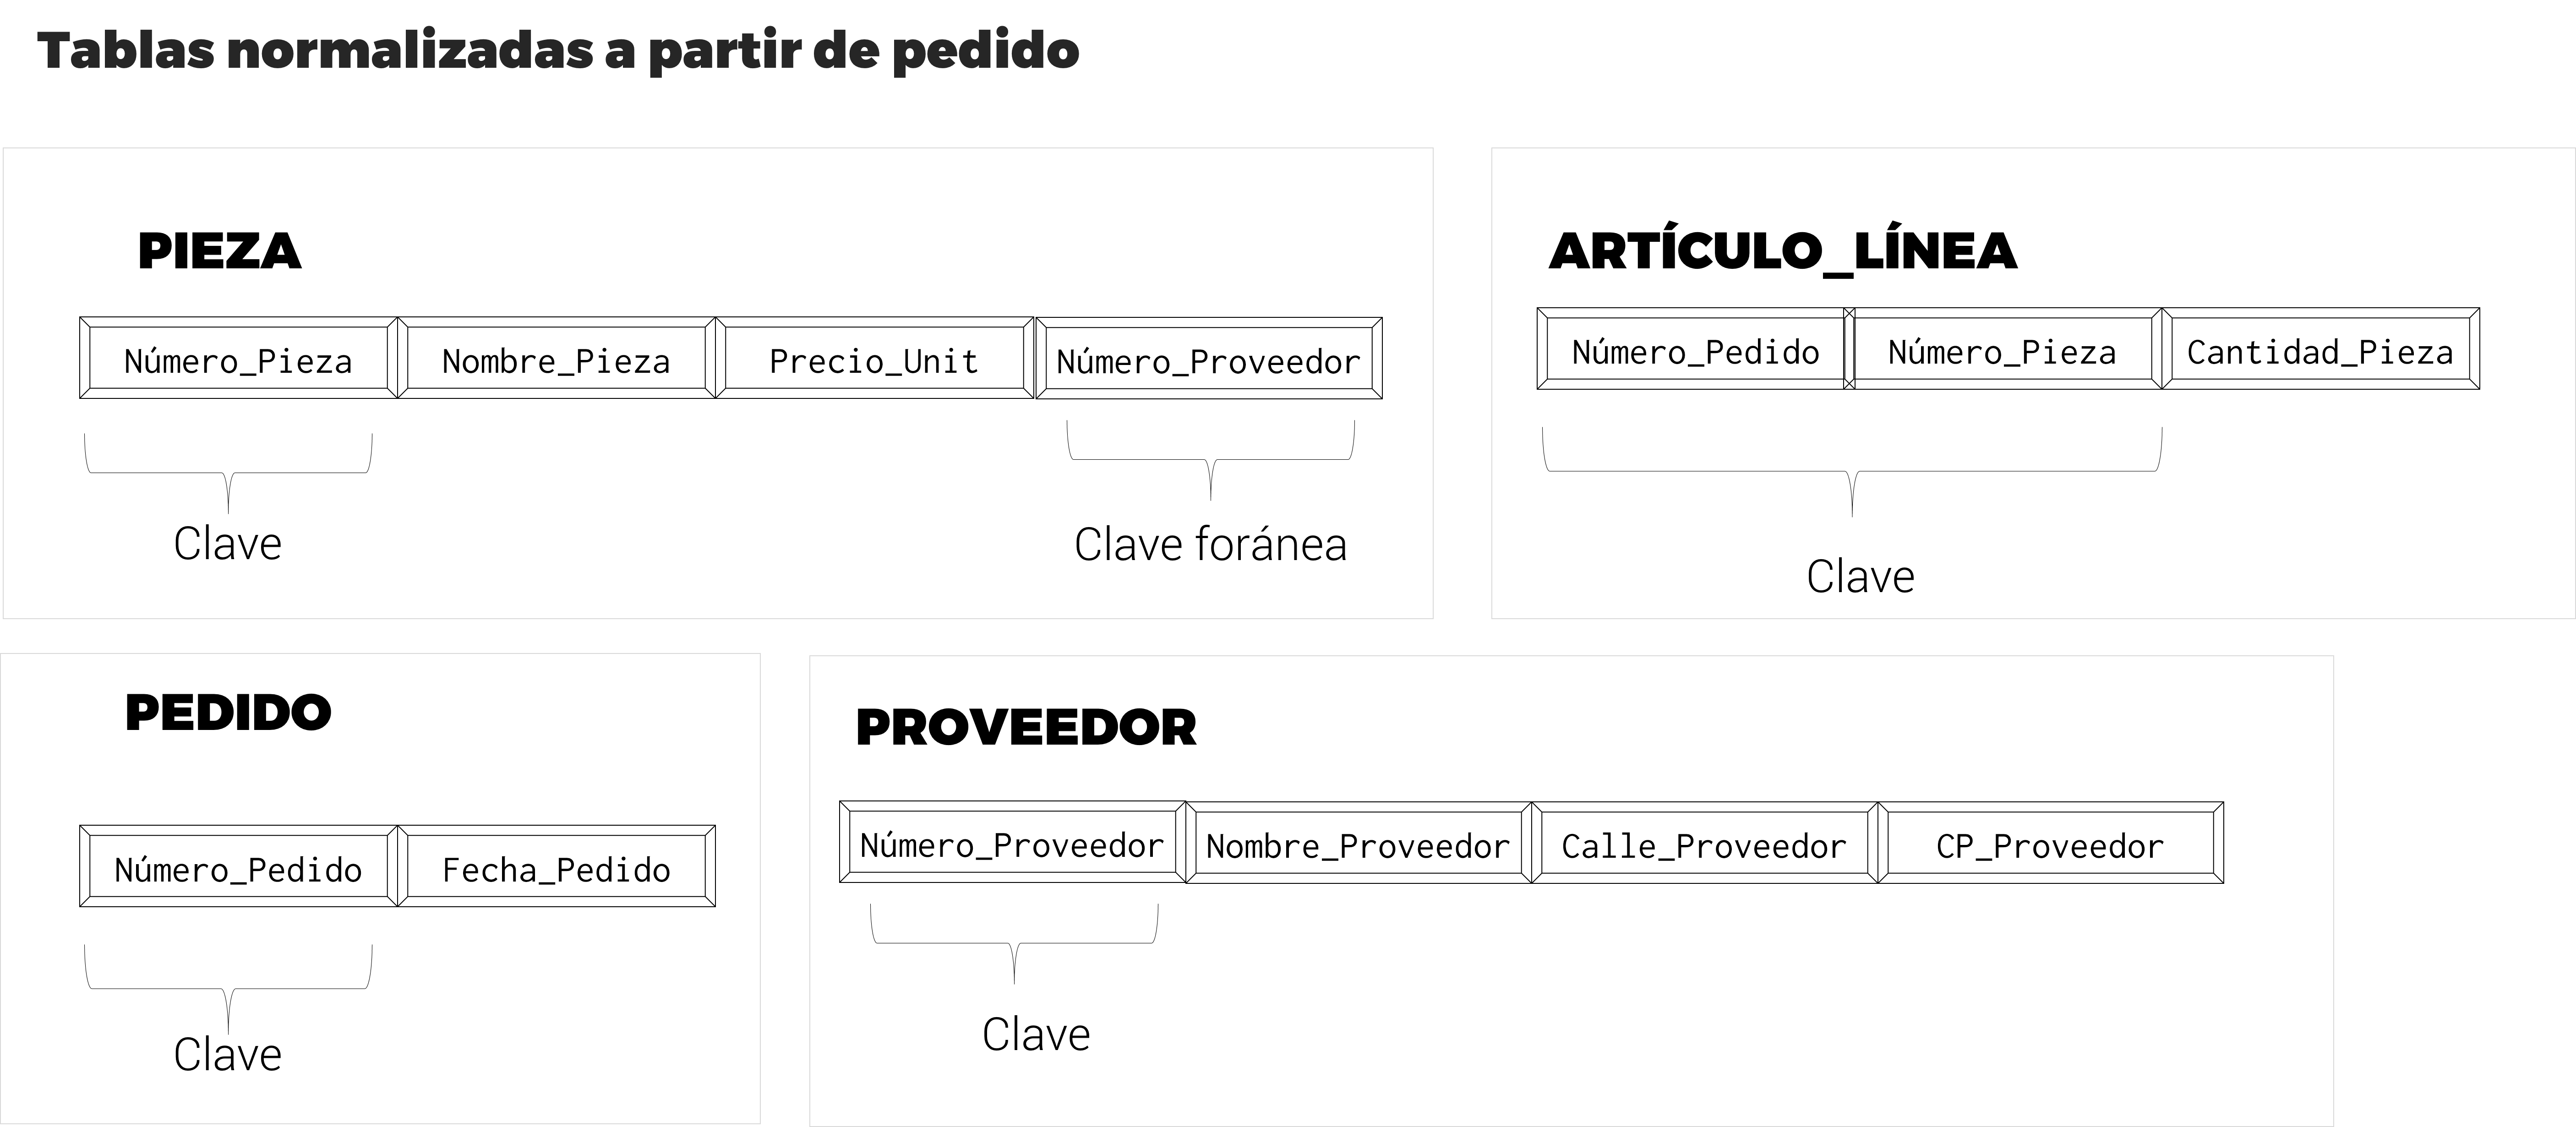 Tablas normalizadas a partir de pedido
PIEZA
Número_Pieza Nombre_Pieza Precio_Unit Número_Proveedor
Clave Clave foránea
ARTÍCULO_LÍNEA
Número_Pedido Número_Pieza Cantidad_Pieza
Clave
PEDIDO
Número_Pedido Fecha_Pedido
Clave
PROVEEDOR
Número_Proveedor Nombre_Proveedor Calle_Proveedor CP_Proveedor
Clave